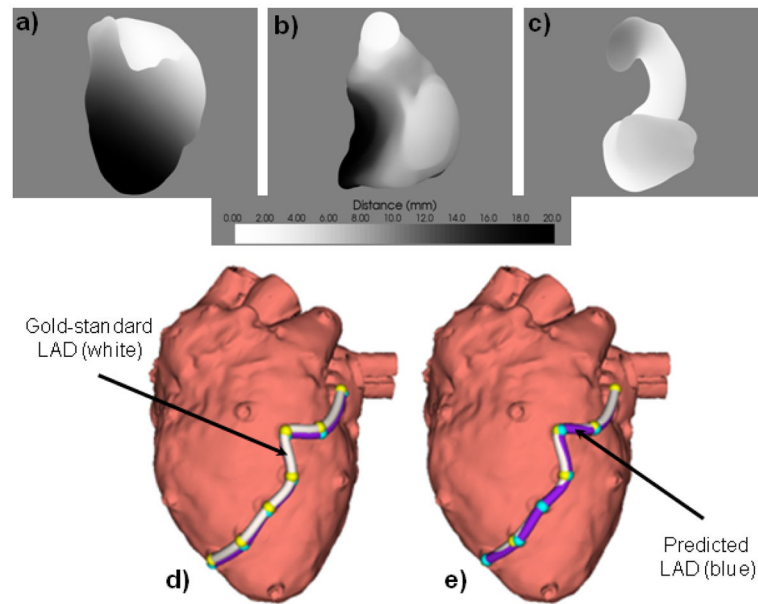 a)
b)
c)
Distance (mm)
0.00 2.00 4.00 6.00 8.00 10.0 12.0 14.0 16.0 18.0 20.0
Gold-standard
LAD (white)
d)
e)
Predicted
LAD (blue)